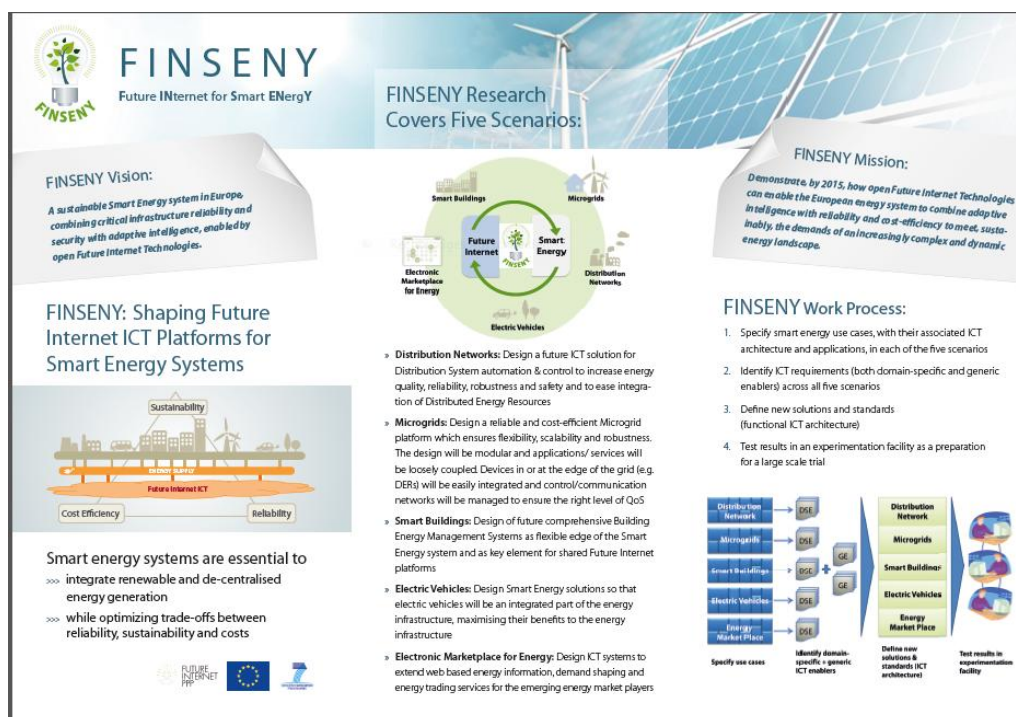 FINSENY
Future INternet for Smart ENergY
FINSENY
FINSENY Vision:
A sustainable Smart Energy system in Europe,
combining critical infrastructure reliability and
security with adaptive intelligence, enabled by
open Future Internet Technologies.
FINSENY: Shaping Future
Internet ICT Platforms for
Smart Energy Systems
Sustainability
ENERGY SUPPLY
Future Internet ICT
Cost Efficiency
Reliability
Smart energy systems are essential to
>>> integrate renewable and de-centralised
energy generation
>>> while optimizing trade-offs between
reliability, sustainability and costs
FUTURE
INTERNET
PPP
FINSENY Research
Covers Five Scenarios:
Smart Buildings
Microgrids
Future
Internet
FINSENY
Smart
Energy
Electronic
Marketplace
for Energy
Distribution
Networks
Electric Vehicles
» Distribution Networks: Design a future ICT solution for
Distribution System automation & control to increase energy
quality, reliability, robustness and safety and to ease integra-
tion of Distributed Energy Resources
» Microgrids: Design a reliable and cost-efficient Microgrid
platform which ensures flexibility, scalability and robustness.
The design will be modular and applications/ services will
be loosely coupled. Devices in or at the edge of the grid (e.g.
DERs) will be easily integrated and control/communication
networks will be managed to ensure the right level of QoS
» Smart Buildings: Design of future comprehensive Building
Energy Management Systems as flexible edge of the Smart
Energy system and as key element for shared Future Internet
platforms
» Electric Vehicles: Design Smart Energy solutions so that
electric vehicles will be an integrated part of the energy
infrastructure, maximising their benefits to the energy
infrastructure
» Electronic Marketplace for Energy: Design ICT systems to
extend web based energy information, demand shaping and
energy trading services for the emerging energy market players
FINSENY Mission:
Demonstrate, by 2015, how open Future Internet Technologies
can enable the European energy system to combine adaptive
intelligence with reliability and cost-efficiency to meet, susta-
inably, the demands of an increasingly complex and dynamic
energy landscape.
FINSENY Work Process:
1. Specify smart energy use cases, with their associated ICT
architecture and applications, in each of the five scenarios
2. Identify ICT requirements (both domain-specific and generic
enablers) across all five scenarios
3. Define new solutions and standards
(functional ICT architecture)
4. Test results in an experimentation facility as a preparation
for a large scale trial
Distribution
Network
DSE
Microgrids
DSE
Smart Buildings
DSE
Electric Vehicles
DSE
Energy
Market Place
DSE
+
GE
GE
Distribution
Network
Microgrids
Smart Buildings
Electric Vehicles
Energy
Market Place
Specify use cases
Identify domain-
specific + generic
ICT enablers
Define new
solutions &
standards (ICT
architecture)
Test results in
experimentation
facility